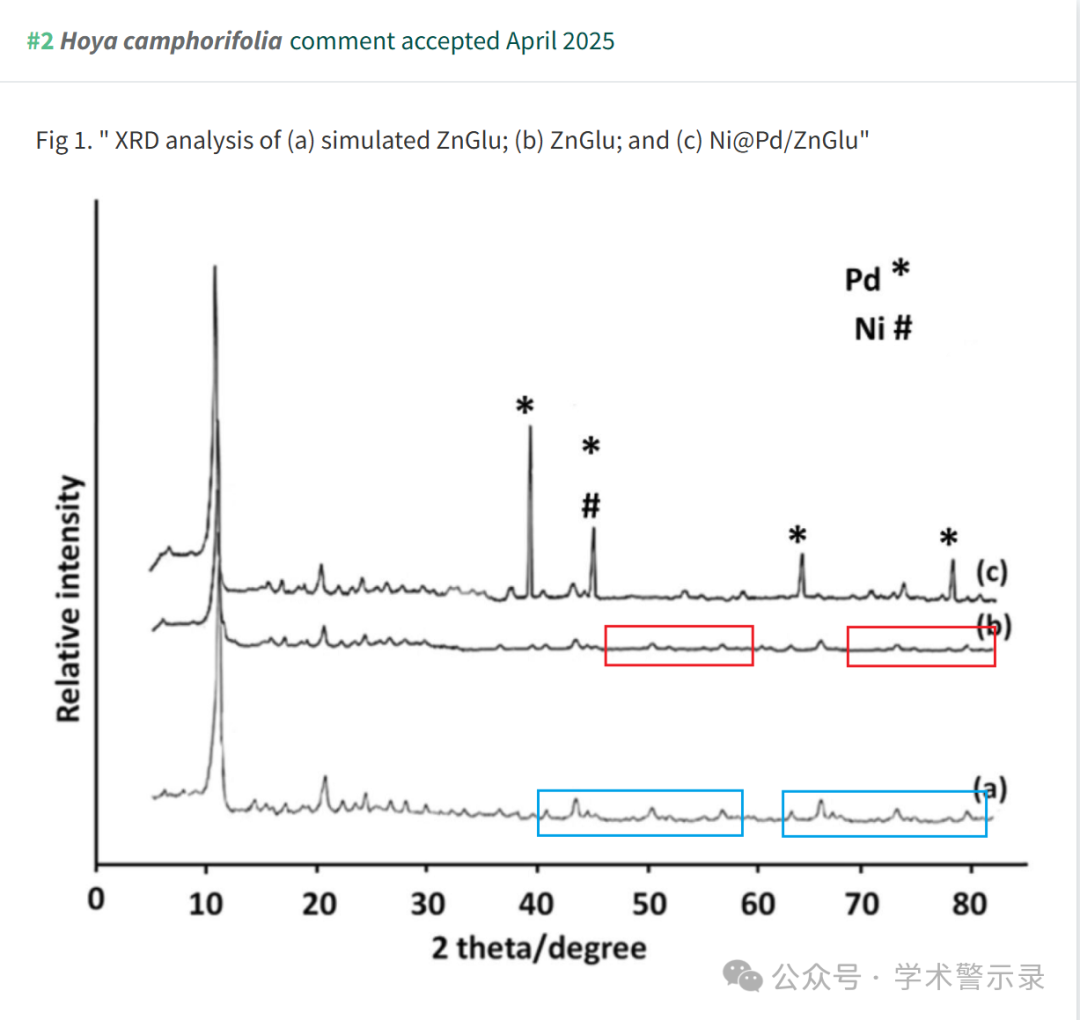 #2 Hoya camphorifolia comment accepted April 2025
Fig 1. " XRD analysis of (a) simulated ZnGlu; (b) ZnGlu; and (c) Ni@Pd/ZnGlu"
Pd *
Ni #
*
*
#
*
*
(c)
(b)
(a)
Relative intensity
0 10 20 30 40 50 60 70 80
2 theta/degree
公众号 · 学术警示录